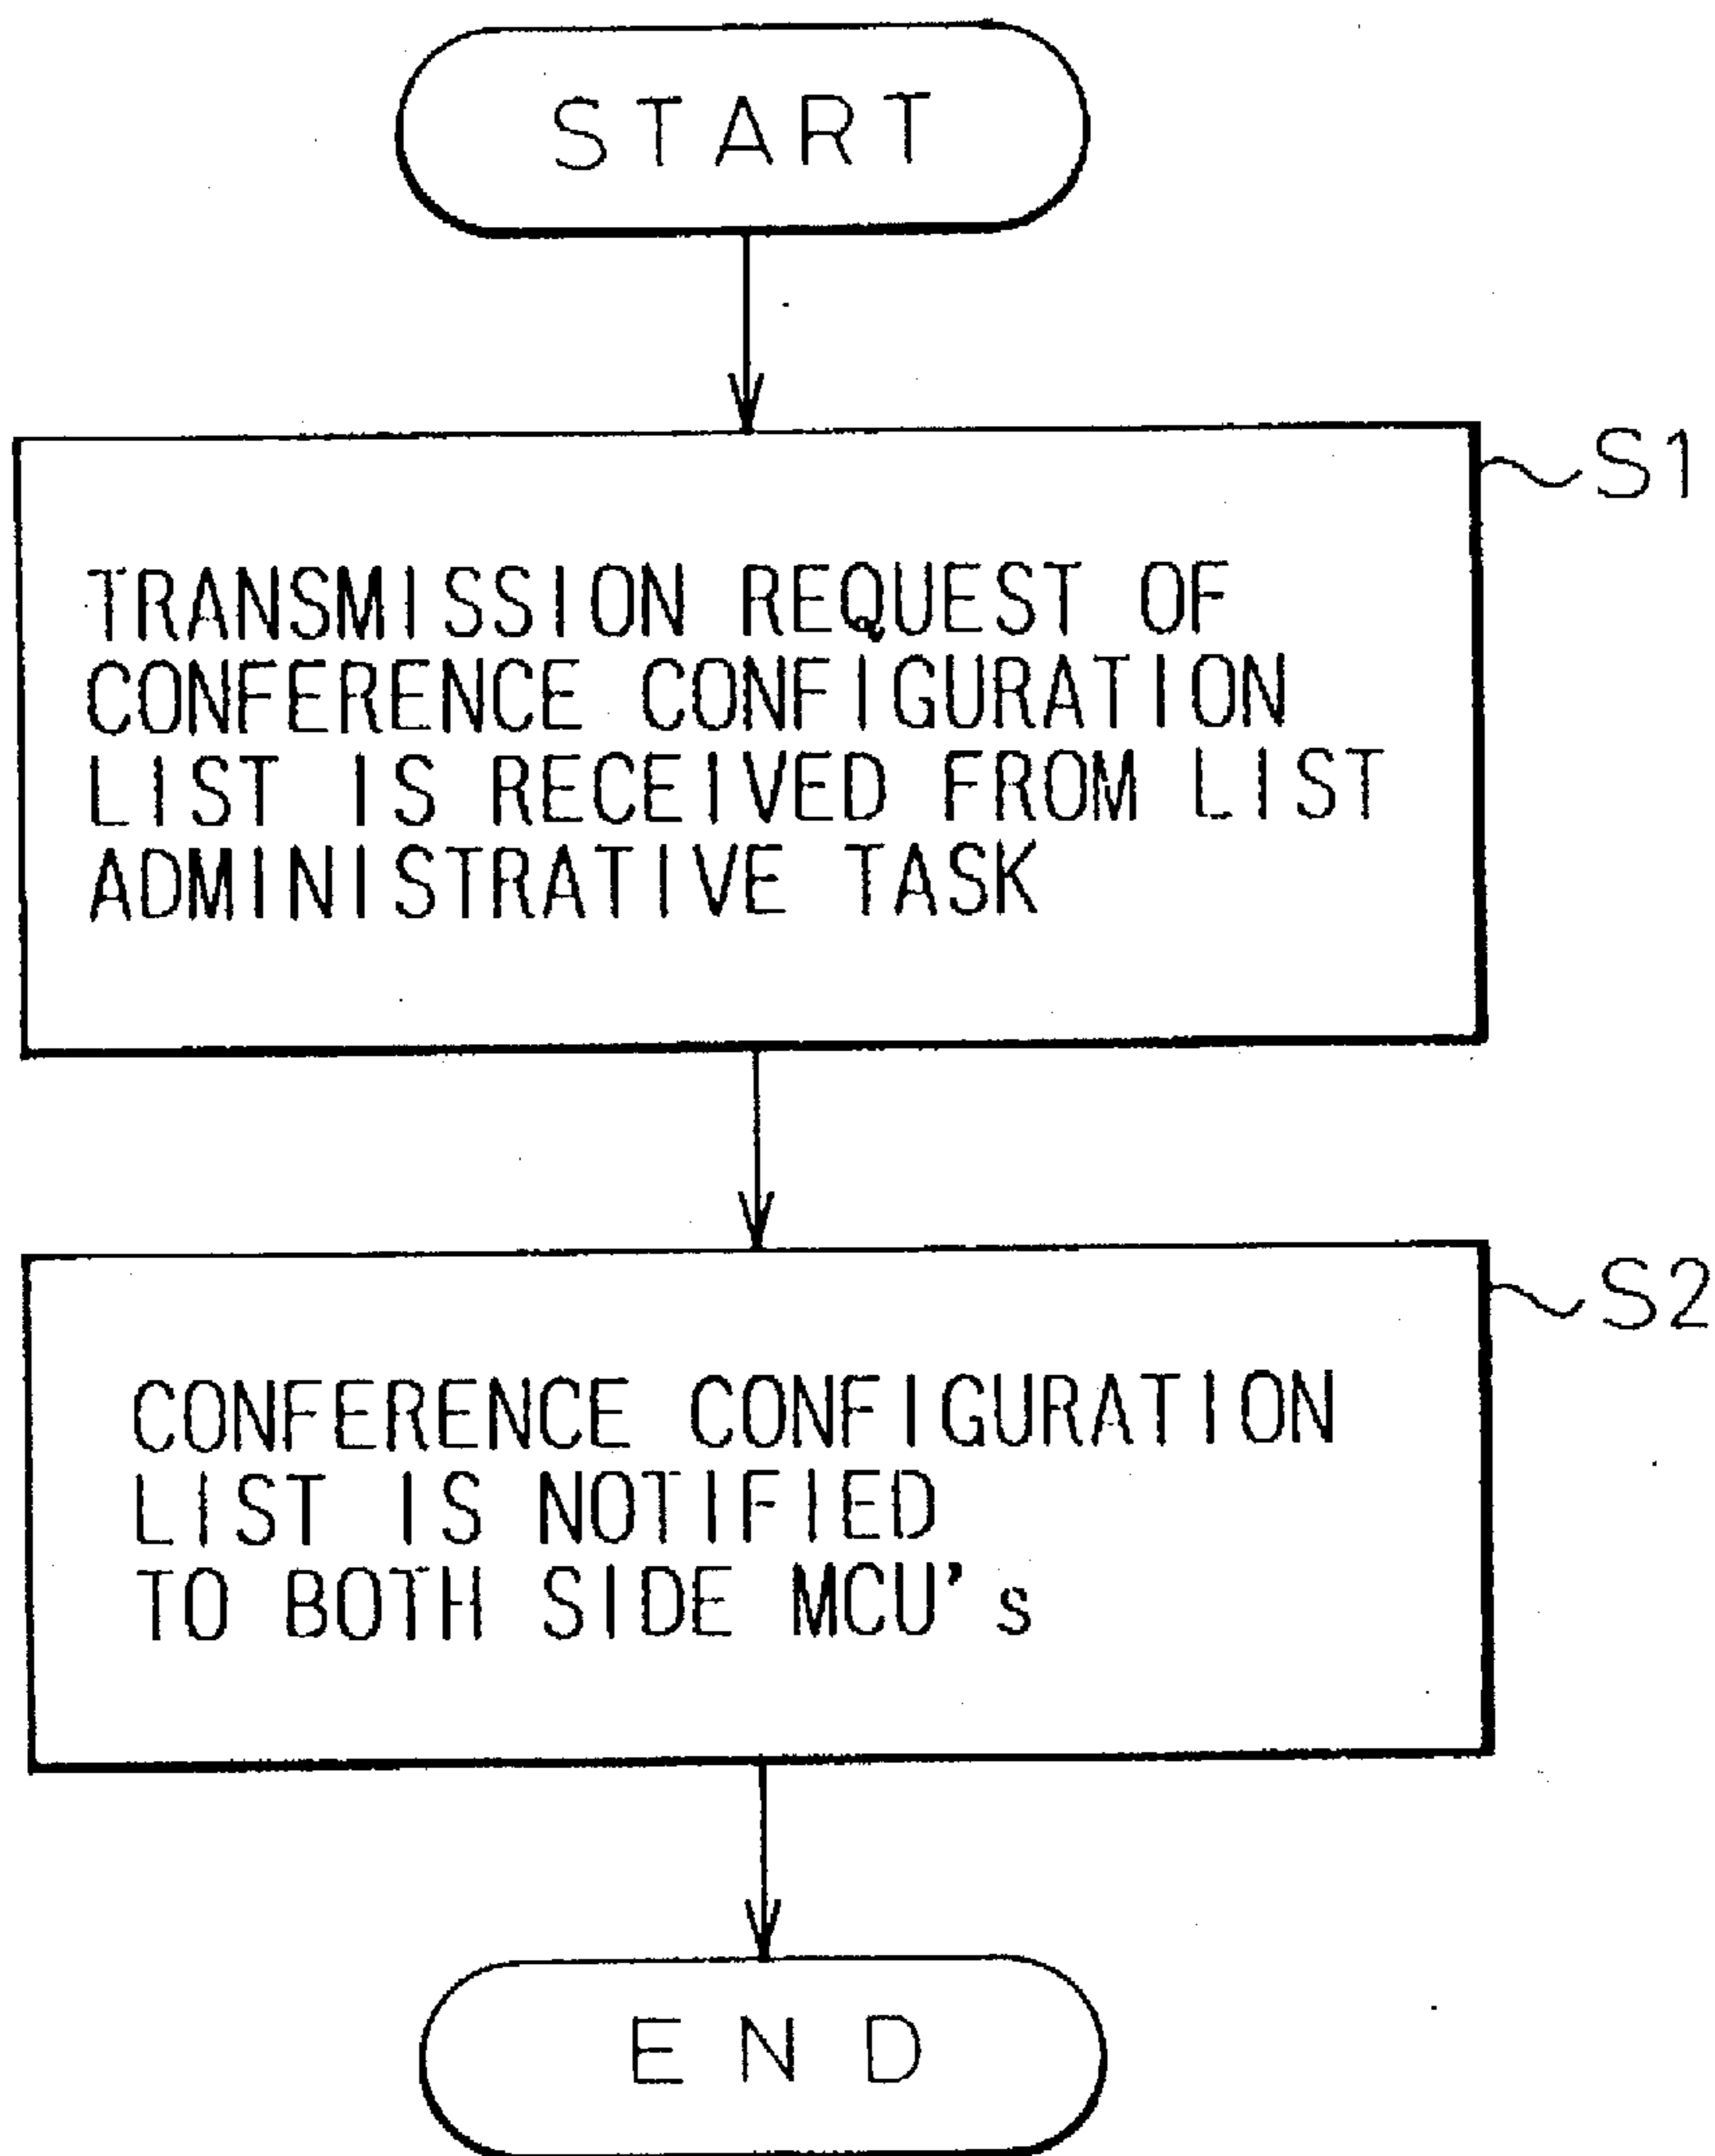 START
S1
TRANSMISSION REQUEST OF
CONFERENCE CONFIGURATION
LIST IS RECEIVED FROM LIST
ADMINISTRATIVE TASK
S2
CONFERENCE CONFIGURATION
LIST IS NOTIFIED
TO BOTH SIDE MCU's
END